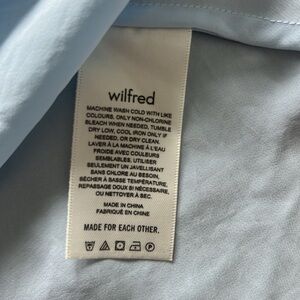 wilfred
MACHINE WASH COLD WITH LIKE
COLOURS, ONLY NON-CHLORINE
BLEACH WHEN NEEDED, TUMBLE
DRY LOW, COOL IRON ONLY IF
NEEDED, OR DRY CLEAN.
LAVER À LA MACHINE À L'EAU
FROIDE AVEC COULEURS
SEMBLABLES, UTILISER
SEULEMENT UN JAVELLISANT
SANS CHLORE AU BESOIN,
SÉCHER À BASSE TEMPÉRATURE,
REPASSAGE DOUX SI NÉCESSAIRE,
OU NETTOYER À SEC.
MADE IN CHINA
FABRIQUÉ EN CHINE
MADE FOR EACH OTHER.